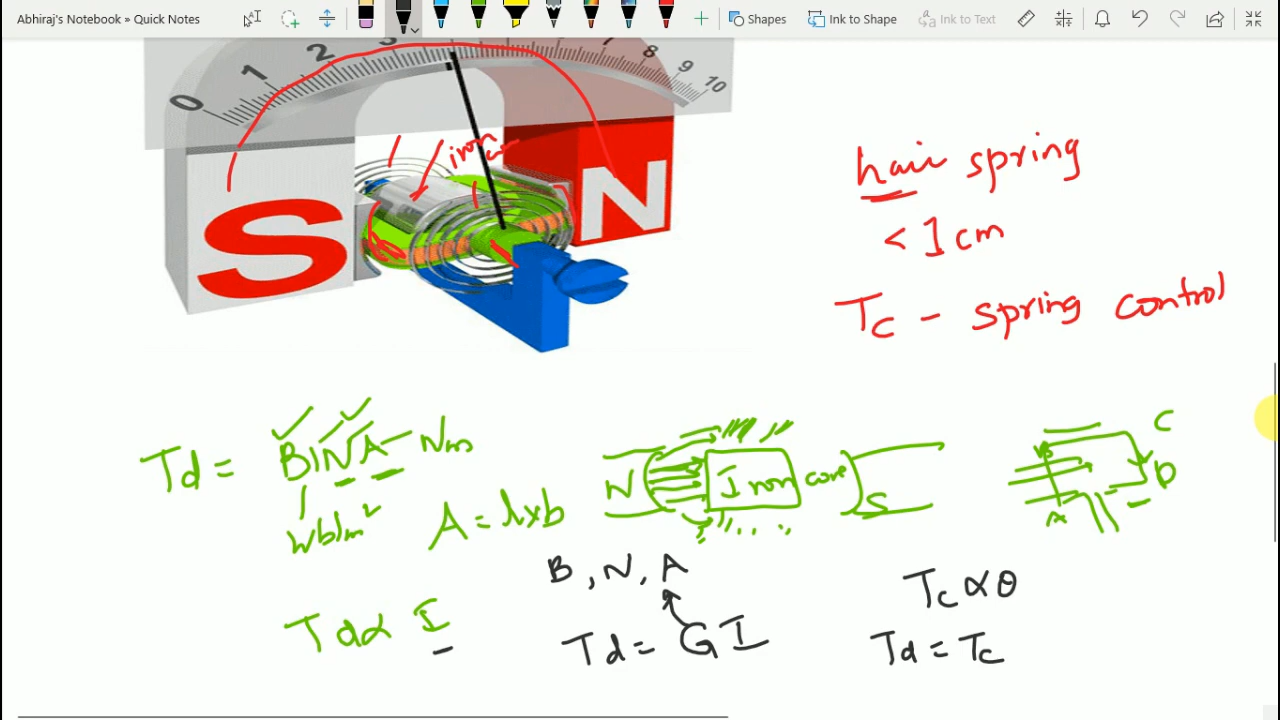 Abhiraj's Notebook » Quick Notes
Shapes
Ink to Shape
Ink to Text
0 1 2 3 7 8 9 10
iron
S
N
hair spring
< 1 cm
Tc - spring control
Td = BINA - Nm
wb/m²
A = l×b
N Iron core S
B C
A D
Td ∝ I
B, N, A
Td = GI
Tc ∝ θ
Td = Tc